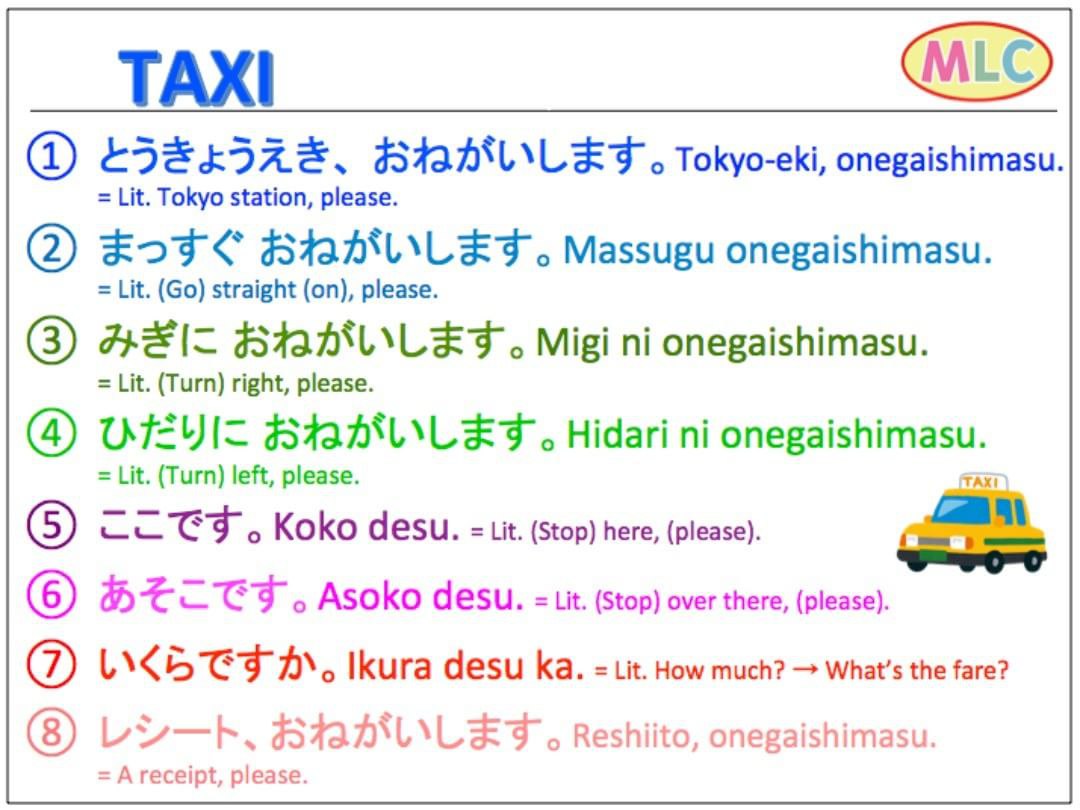 TAXI
MLC
① とうきょうえき、おねがいします。Tokyo-eki, onegaishimasu.
= Lit. Tokyo station, please.
② まっすぐ おねがいします。Massugu onegaishimasu.
= Lit. (Go) straight (on), please.
③ みぎに おねがいします。Migi ni onegaishimasu.
= Lit. (Turn) right, please.
④ ひだりに おねがいします。Hidari ni onegaishimasu.
= Lit. (Turn) left, please.
TAXI
⑤ ここです。Koko desu. = Lit. (Stop) here, (please).
⑥ あそこです。Asoko desu. = Lit. (Stop) over there, (please).
⑦ いくらですか。Ikura desu ka. = Lit. How much? → What's the fare?
⑧ レシート、おねがいします。Reshiito, onegaishimasu.
= A receipt, please.